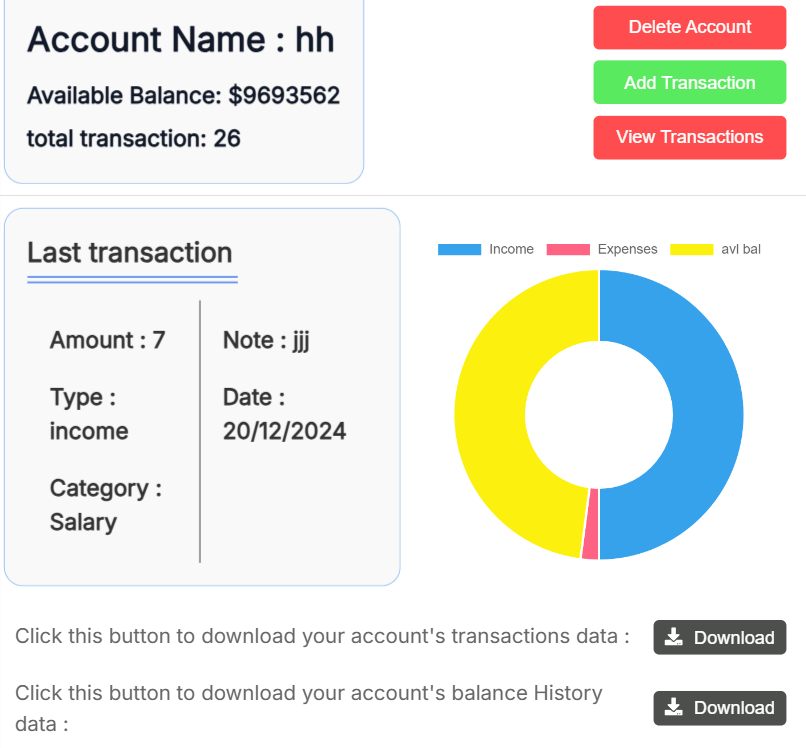 Account Name : hh
Available Balance: $9693562
total transaction: 26
Delete Account
Add Transaction
View Transactions
Last transaction
Amount : 7
Type :
income
Category :
Salary
Note : jjj
Date :
20/12/2024
Income
Expenses
avl bal
Click this button to download your account's transactions data :
Download
Click this button to download your account's balance History
data :
Download